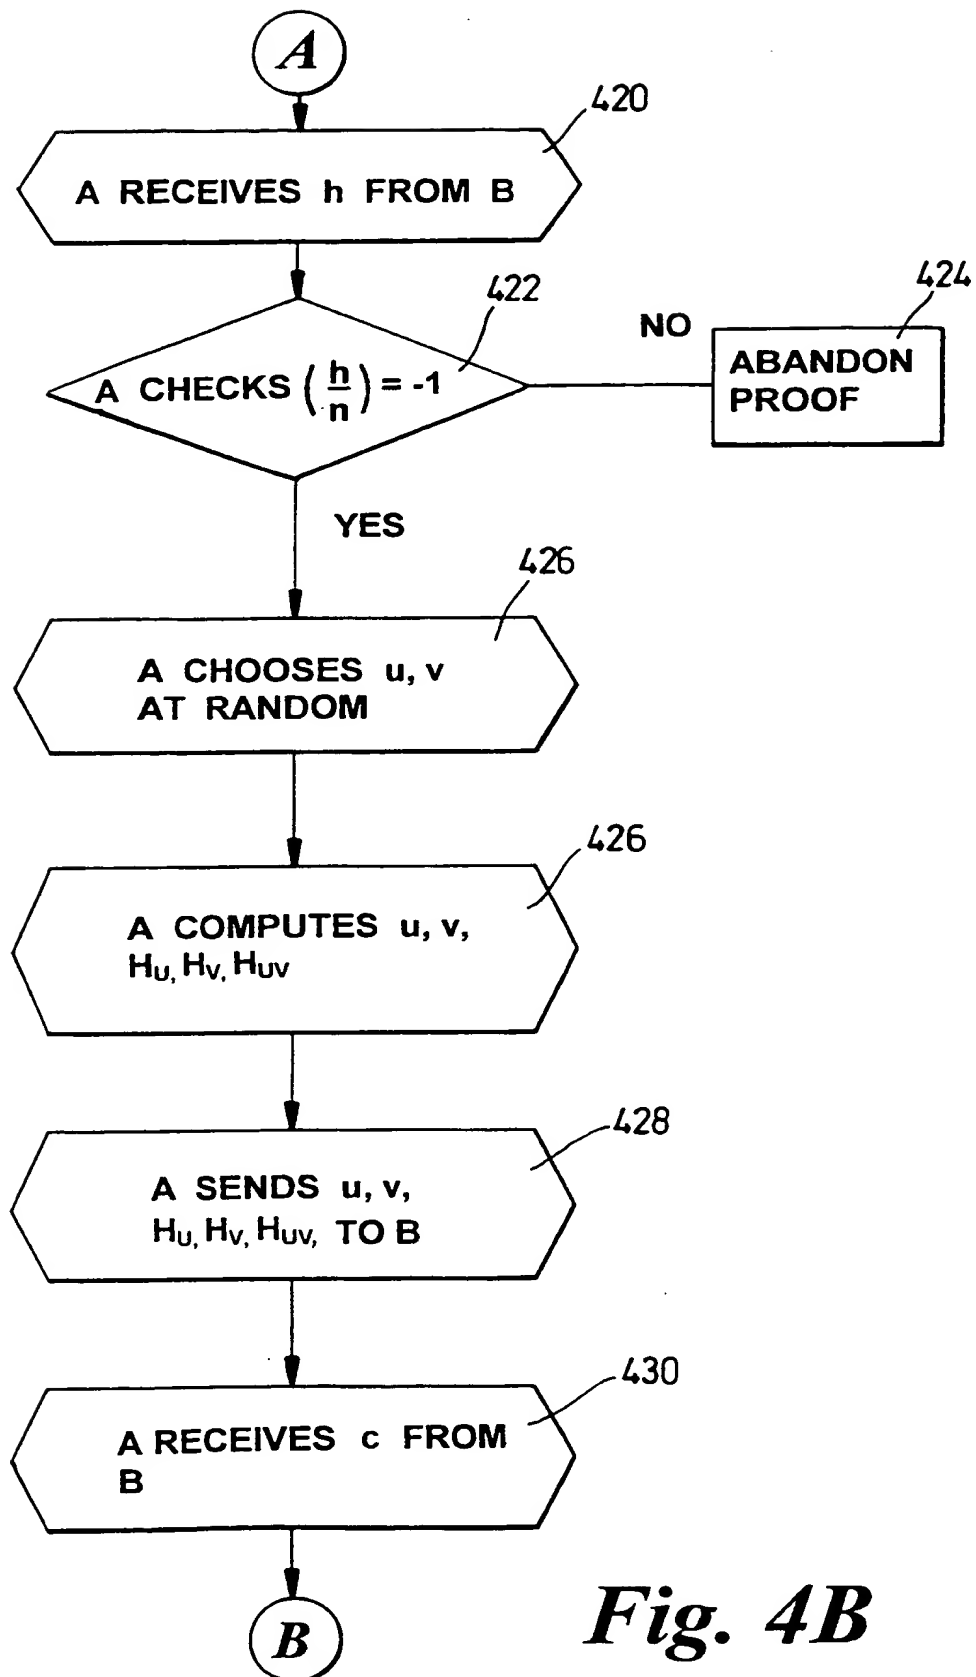 A
420
A RECEIVES h FROM B
422
A CHECKS (h/n) = -1
NO
424
ABANDON
PROOF
YES
426
A CHOOSES u, v
AT RANDOM
426
A COMPUTES u, v,
HU, HV, HUV
428
A SENDS u, v,
HU, HV, HUV, TO B
430
A RECEIVES c FROM
B
B
Fig. 4B